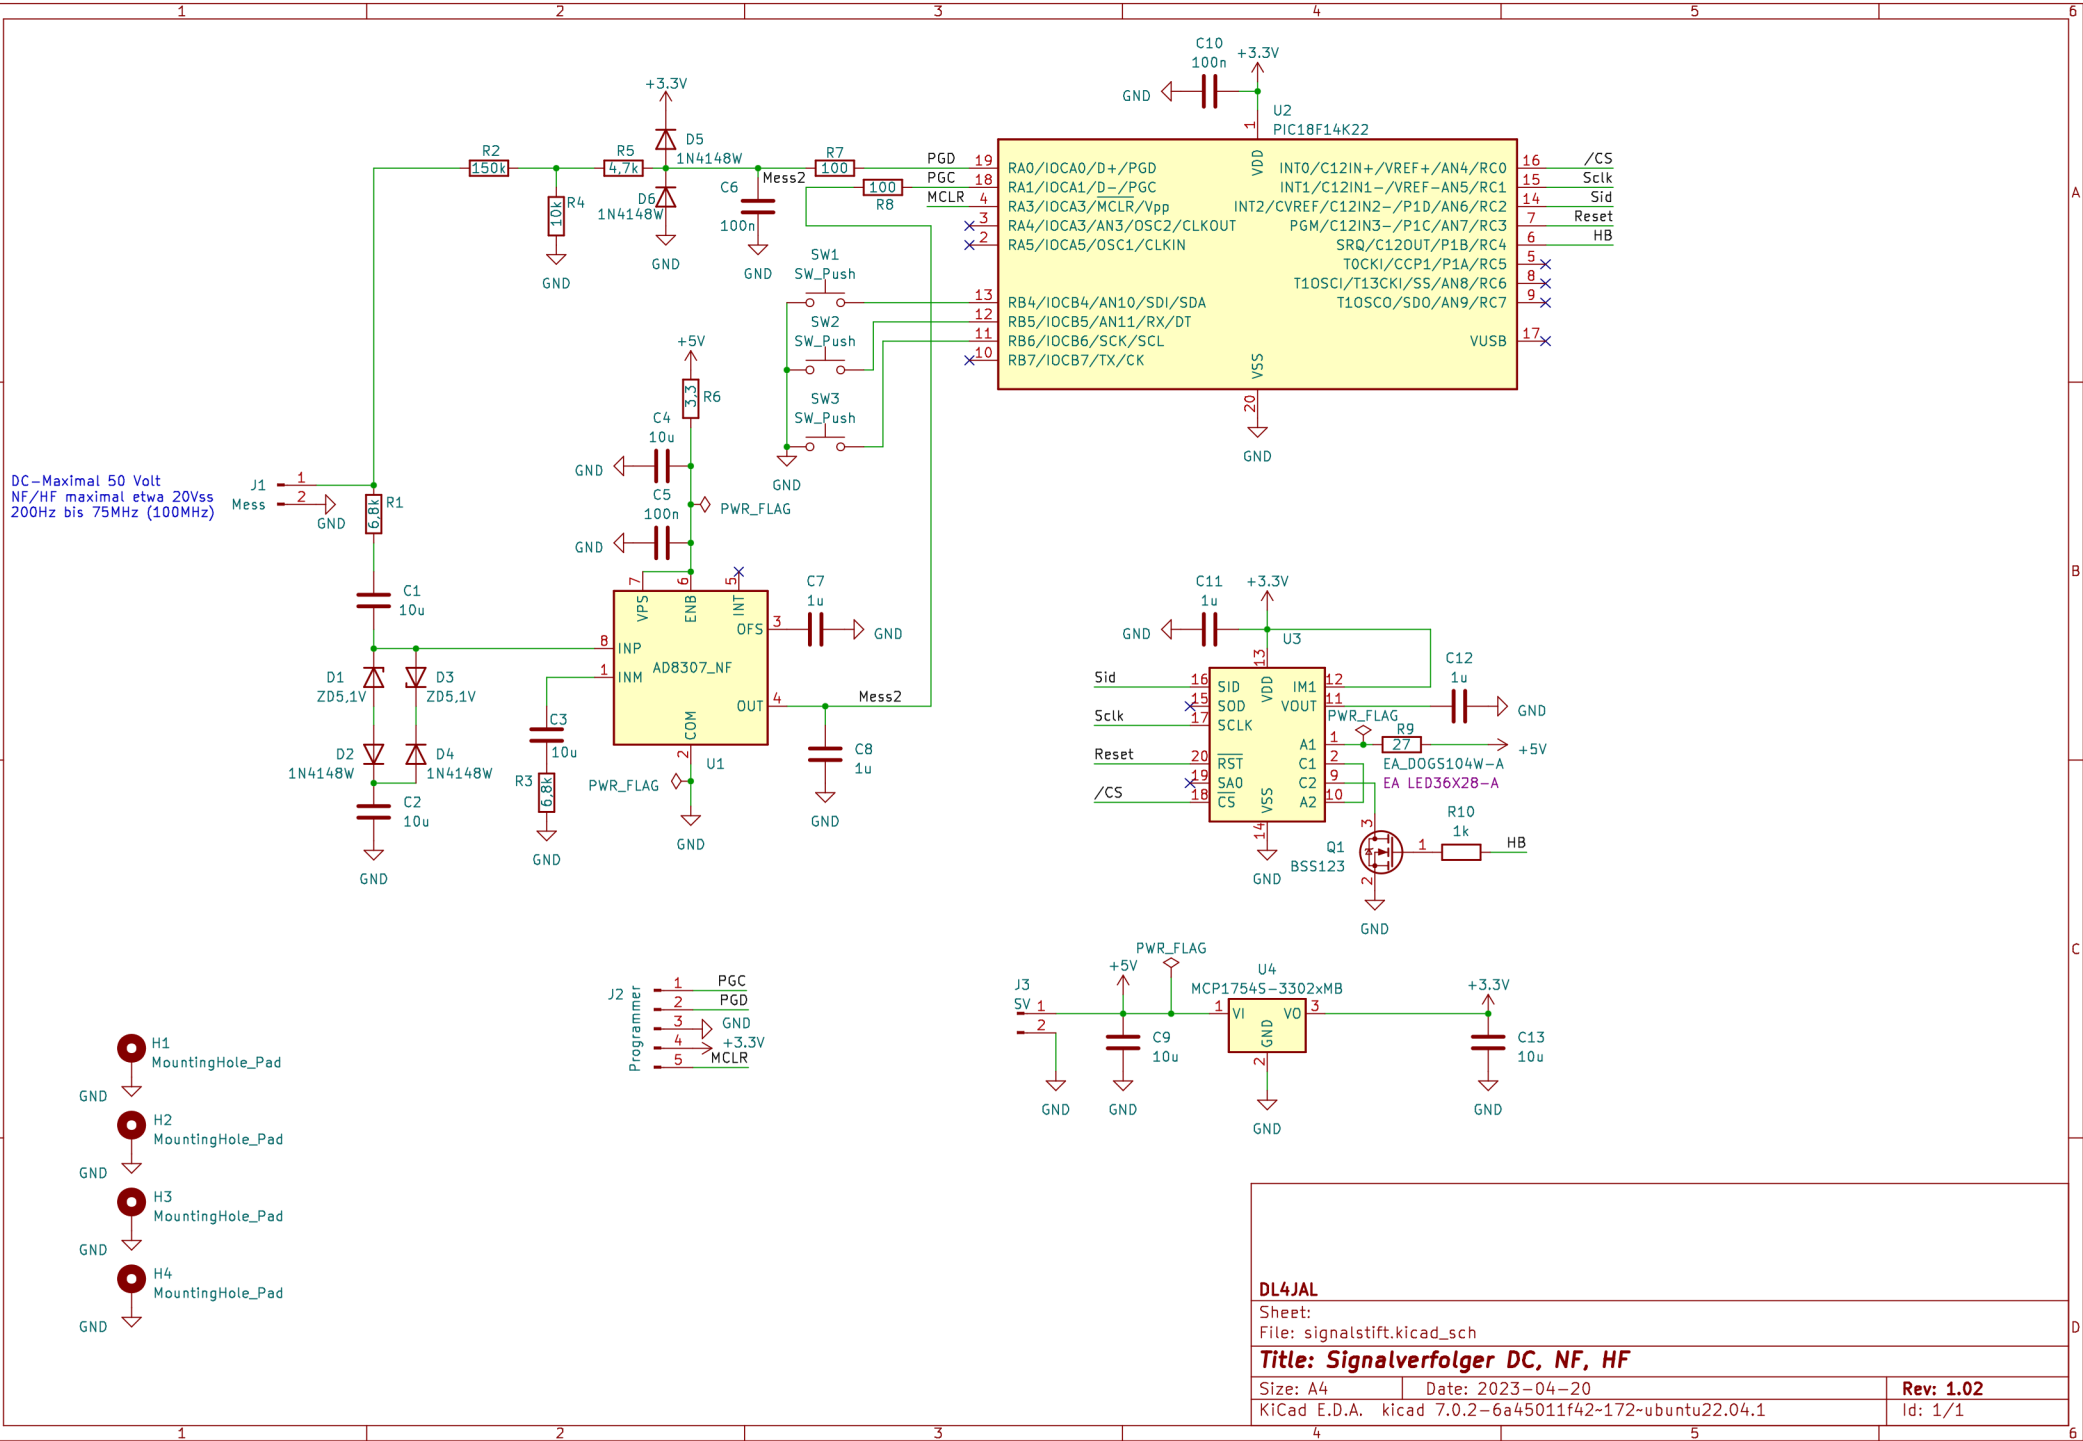 1 2 3 4 5 6
A
B
C
D
C10
100n
+3.3V
GND
U2
PIC18F14K22
1
VDD
19 RA0/IOCA0/D+/PGD
18 RA1/IOCA1/D-/PGC
4 RA3/IOCA3/MCLR/Vpp
3 RA4/IOCA3/AN3/OSC2/CLKOUT
2 RA5/IOCA5/OSC1/CLKIN
13 RB4/IOCB4/AN10/SDI/SDA
12 RB5/IOCB5/AN11/RX/DT
11 RB6/IOCB6/SCK/SCL
10 RB7/IOCB7/TX/CK
INT0/C12IN+/VREF+/AN4/RC0 16 /CS
INT1/C12IN1-/VREF-AN5/RC1 15 Sclk
INT2/CVREF/C12IN2-/P1D/AN6/RC2 14 Sid
PGM/C12IN3-/P1C/AN7/RC3 7 Reset
SRQ/C12OUT/P1B/RC4 6 HB
T0CKI/CCP1/P1A/RC5 5
T1OSCI/T13CKI/SS/AN8/RC6 8
T1OSCO/SDO/AN9/RC7 9
VUSB 17
VSS
20
GND
+3.3V
D5
1N4148W
R2
150k
R5
4,7k
R4
10k
GND
D6
1N4148W
GND
C6
100n
GND
Mess2
R7
100
PGD
100
R8
PGC
MCLR
SW1
SW_Push
SW2
SW_Push
SW3
SW_Push
GND
+5V
3,3
R6
C4
10u
GND
PWR_FLAG
C5
100n
GND
DC-Maximal 50 Volt
NF/HF maximal etwa 20Vss
200Hz bis 75MHz (100MHz)
J1
Mess
1
2
GND
R1
6,8k
C1
10u
D1
ZD5,1V
D3
ZD5,1V
D2
1N4148W
D4
1N4148W
C2
10u
GND
C3
10u
R3
6,8k
GND
7 VPS
6 ENB
5 INT
8 INP
1 INM
AD8307_NF
OFS 3
OUT 4
COM
2
U1
PWR_FLAG
GND
C7
1u
GND
Mess2
C8
1u
GND
C11
1u
+3.3V
GND
U3
13
VDD
Sid 16 SID
15 SOD
Sclk 17 SCLK
Reset 20 RST
19 SA0
/CS 18 CS
IM1 12
VOUT 11
A1 1
C1 2
C2 9
A2 10
VSS
14
GND
C12
1u
GND
PWR_FLAG
R9
27
+5V
EA_DOGS104W-A
EA LED36X28-A
R10
1k
HB
Q1
BSS123
3
1
2
GND
J2
Programmer
1 PGC
2 PGD
3 GND
4 +3.3V
5 MCLR
J3
5V
1
2
GND
+5V
C9
10u
GND
PWR_FLAG
U4
MCP1754S-3302xMB
1 VI
VO 3
GND
2
GND
+3.3V
C13
10u
GND
H1
MountingHole_Pad
GND
H2
MountingHole_Pad
GND
H3
MountingHole_Pad
GND
H4
MountingHole_Pad
GND
DL4JAL
Sheet:
File: signalstift.kicad_sch
Title: Signalverfolger DC, NF, HF
Size: A4 Date: 2023-04-20 Rev: 1.02
KiCad E.D.A. kicad 7.0.2-6a45011f42~172~ubuntu22.04.1 Id: 1/1
1 2 3 4 5 6